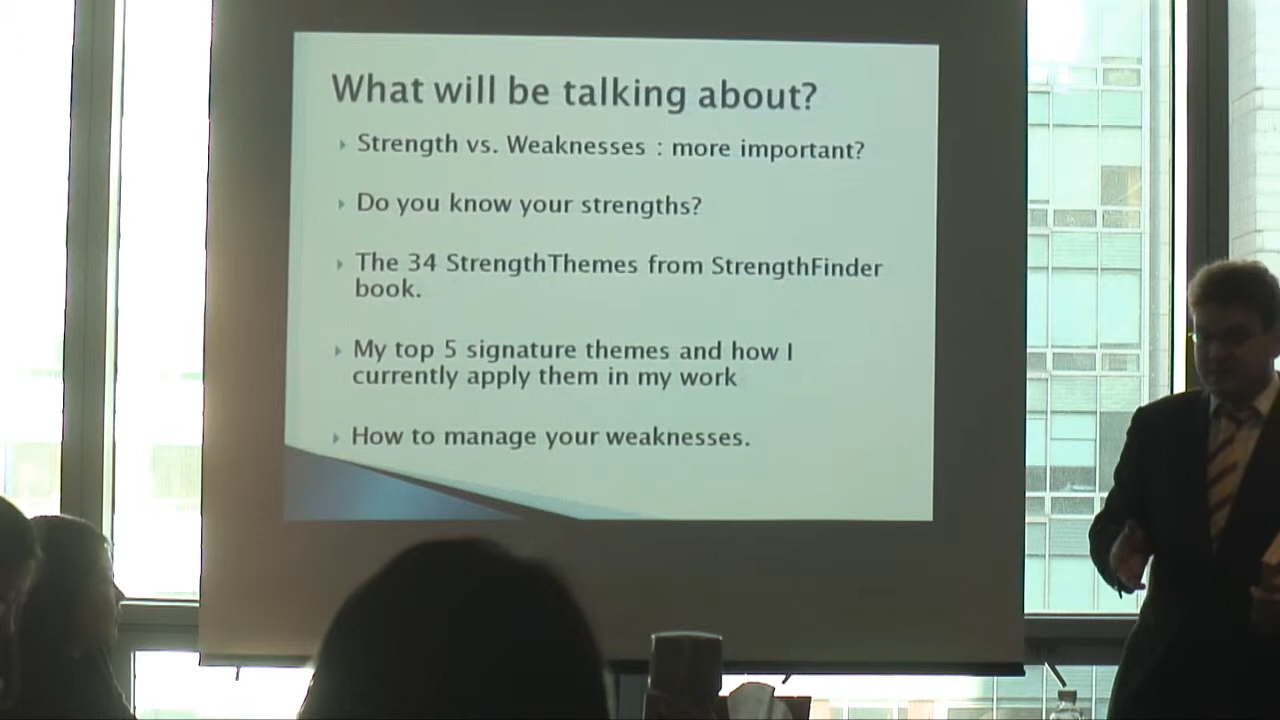 What will be talking about?
Strength vs. Weaknesses : more important?
Do you know your strengths?
The 34 StrengthThemes from StrengthFinder
book.
My top 5 signature themes and how I
currently apply them in my work
How to manage your weaknesses.